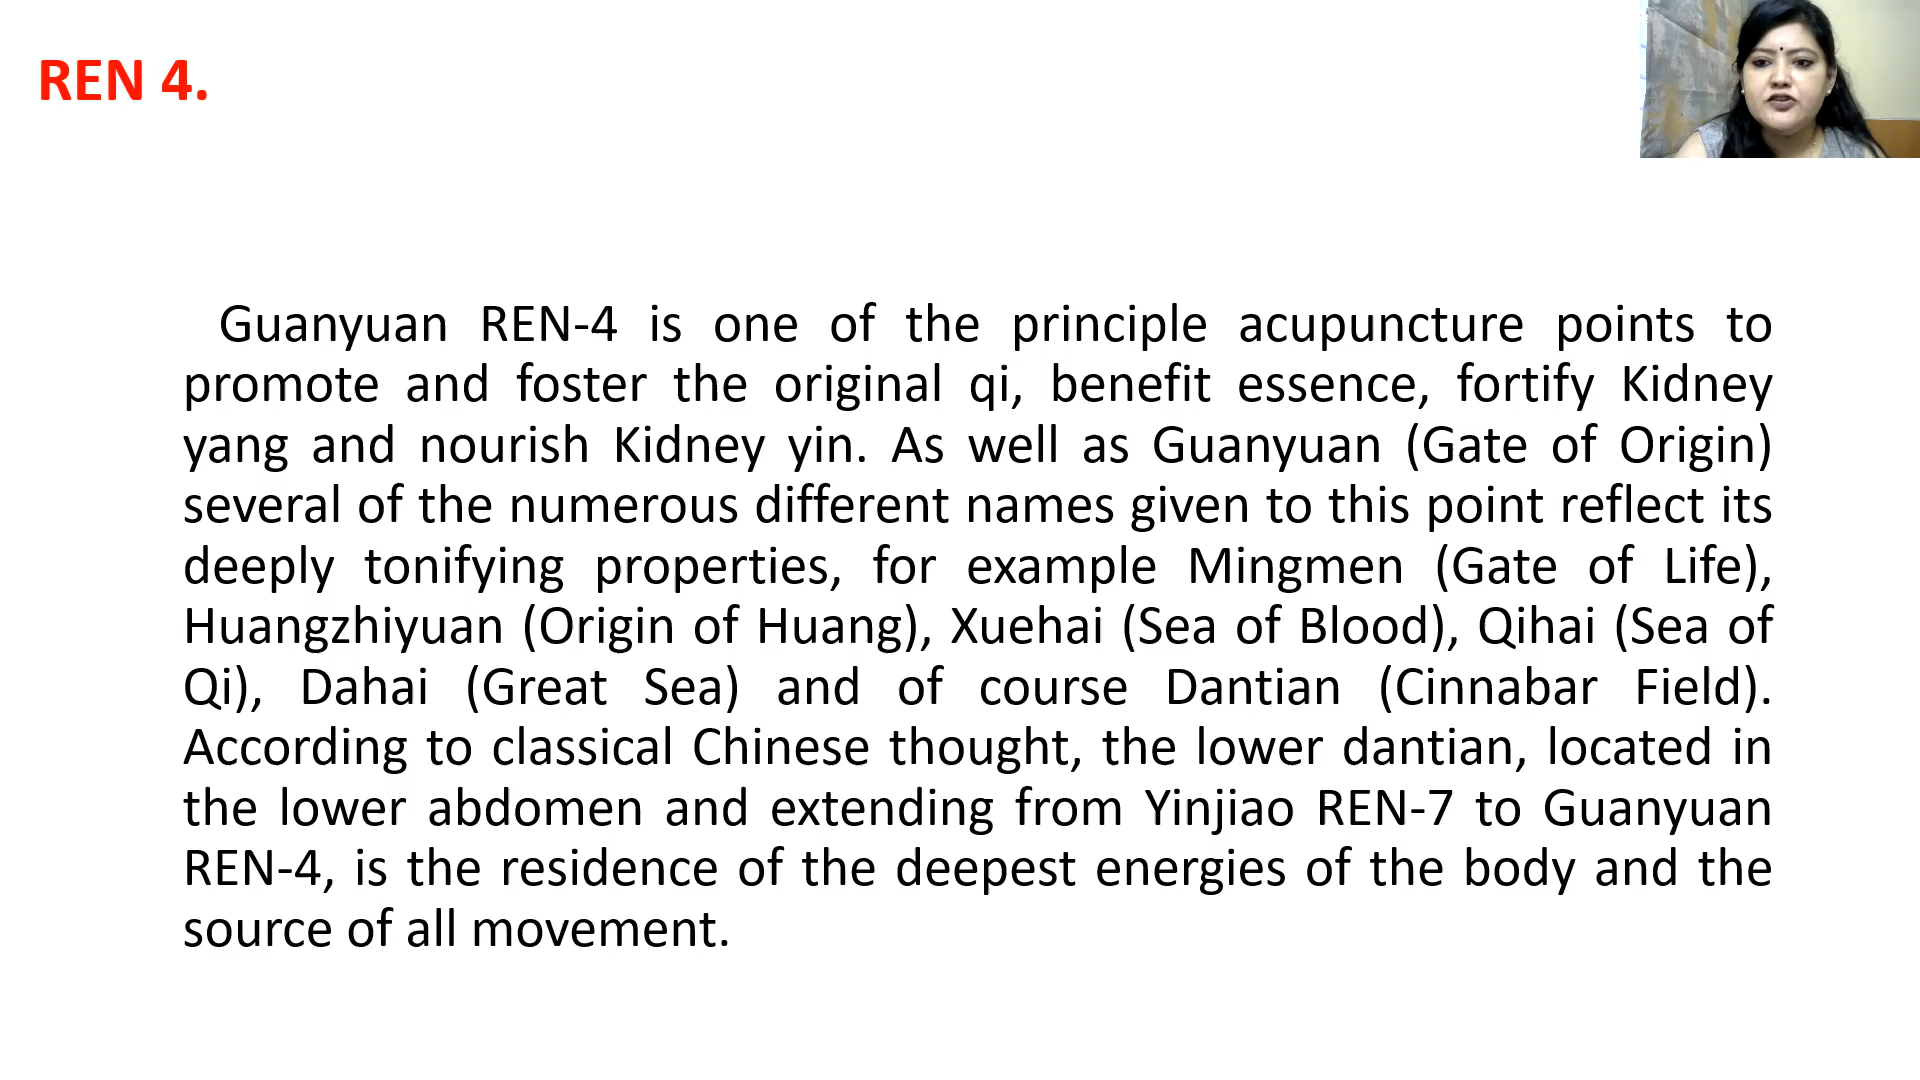 REN 4.
Guanyuan REN-4 is one of the principle acupuncture points to
promote and foster the original qi, benefit essence, fortify Kidney
yang and nourish Kidney yin. As well as Guanyuan (Gate of Origin)
several of the numerous different names given to this point reflect its
deeply tonifying properties, for example Mingmen (Gate of Life),
Huangzhiyuan (Origin of Huang), Xuehai (Sea of Blood), Qihai (Sea of
Qi), Dahai (Great Sea) and of course Dantian (Cinnabar Field).
According to classical Chinese thought, the lower dantian, located in
the lower abdomen and extending from Yinjiao REN-7 to Guanyuan
REN-4, is the residence of the deepest energies of the body and the
source of all movement.